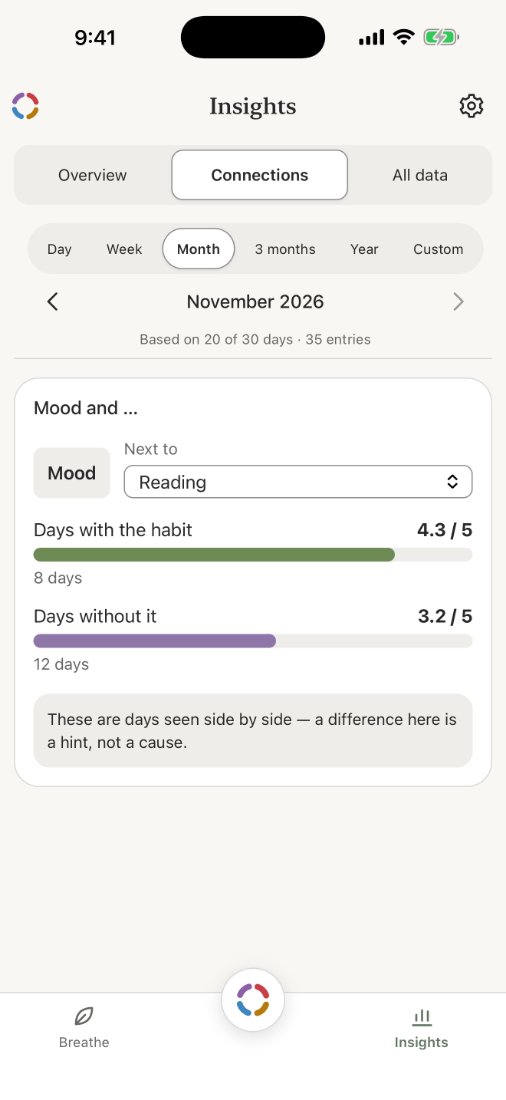 9:41
Insights
Overview Connections All data
Day Week Month 3 months Year Custom
November 2026
Based on 20 of 30 days · 35 entries
Mood and ...
Next to
Mood
Reading
Days with the habit 4.3 / 5
8 days
Days without it 3.2 / 5
12 days
These are days seen side by side — a difference here is
a hint, not a cause.
Breathe
Insights